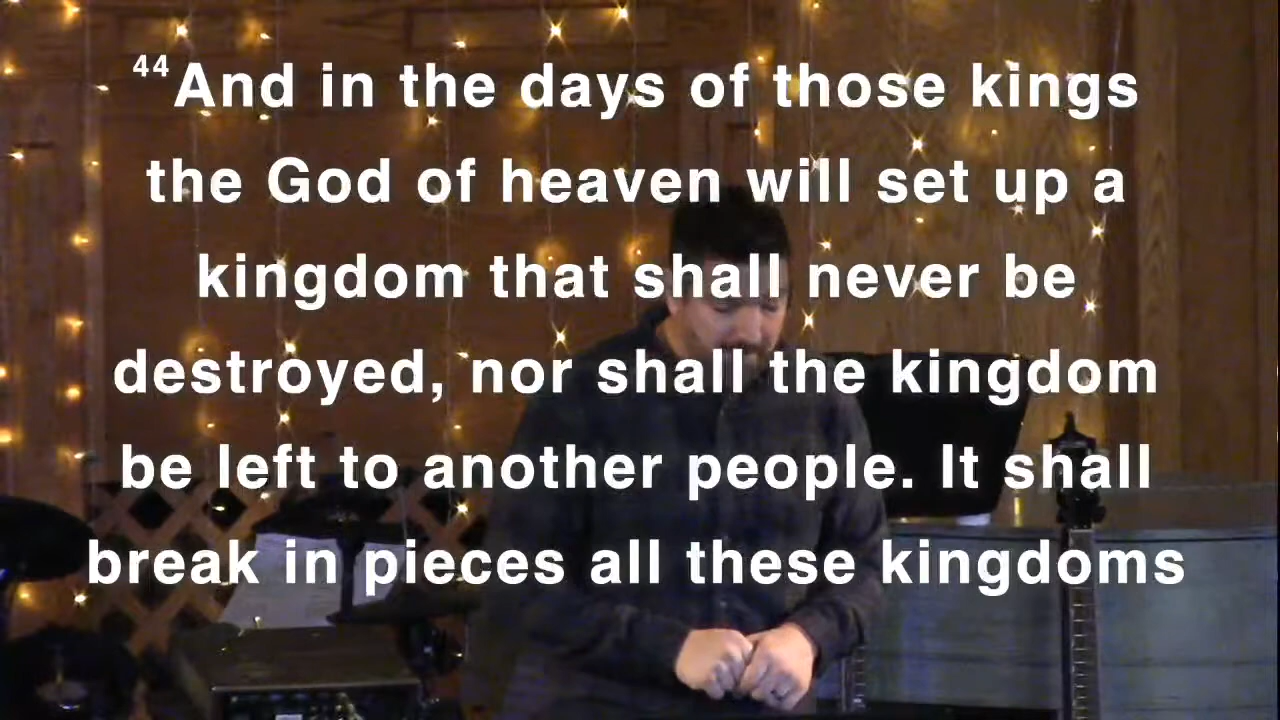 44And in the days of those kings
the God of heaven will set up a
kingdom that shall never be
destroyed, nor shall the kingdom
be left to another people. It shall
break in pieces all these kingdoms